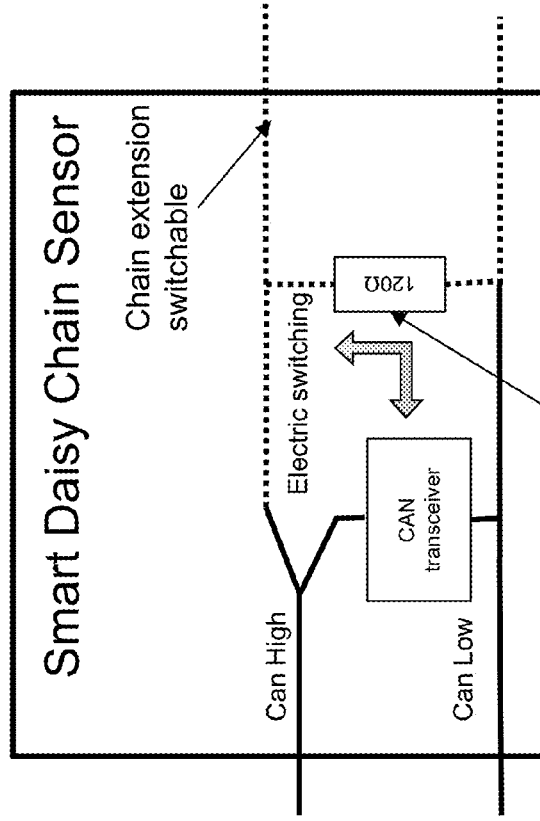 Smart Daisy Chain Sensor
Chain extension
switchable
Electric switching
Can High
120Ω
CAN
transceiver
Can Low